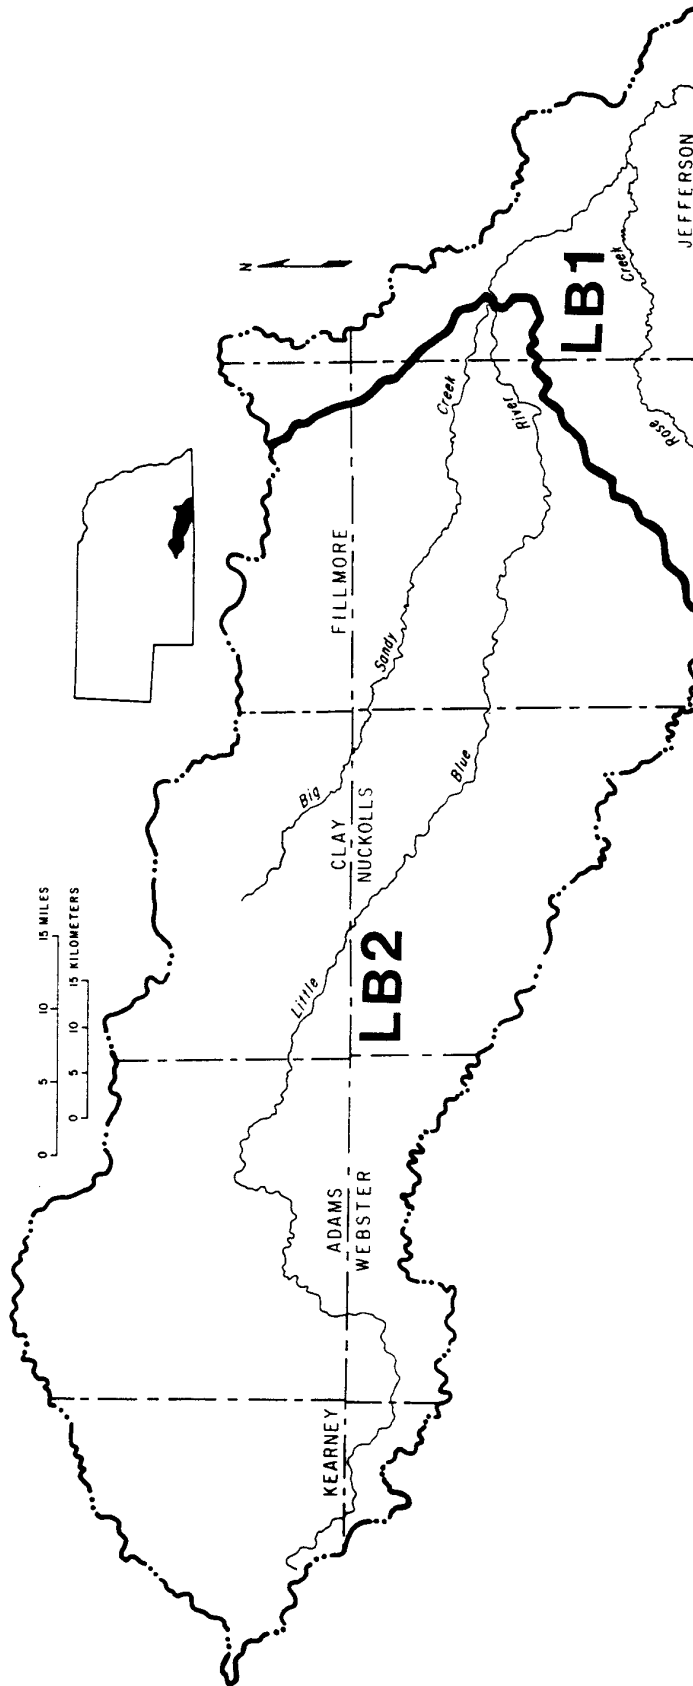 0 5 10 15 MILES
0 5 10 15 KILOMETERS
N
KEARNEY
ADAMS
WEBSTER
CLAY
NUCKOLLS
FILLMORE
JEFFERSON
LB2
LB1
Little
Blue
River
Big
Sandy
Creek
Rose
Creek